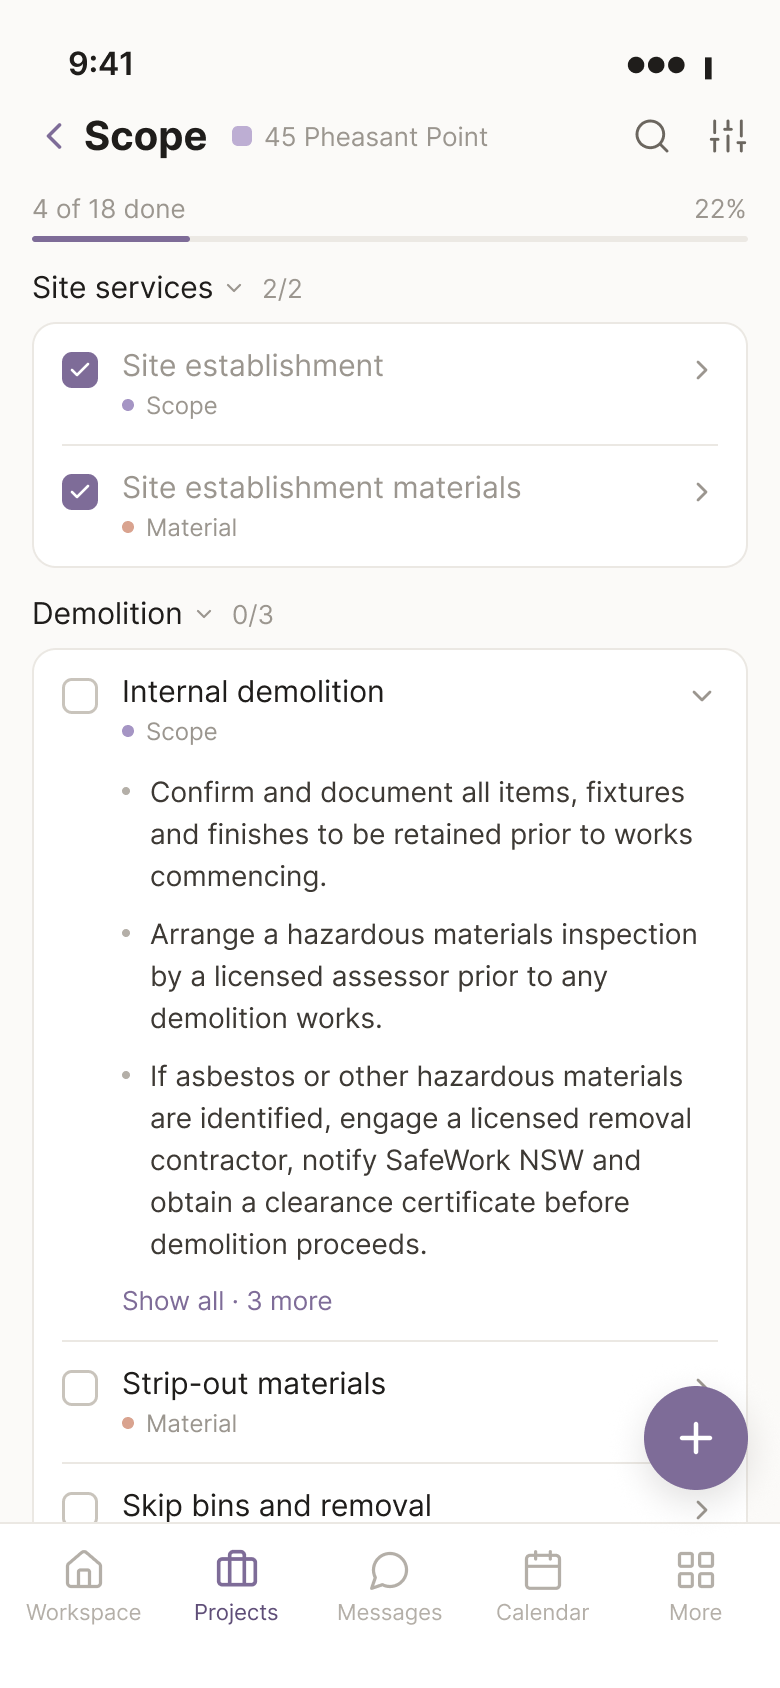 9:41
Scope 45 Pheasant Point
4 of 18 done 22%
Site services 2/2
Site establishment
Scope
Site establishment materials
Material
Demolition 0/3
Internal demolition
Scope
• Confirm and document all items, fixtures
and finishes to be retained prior to works
commencing.
• Arrange a hazardous materials inspection
by a licensed assessor prior to any
demolition works.
• If asbestos or other hazardous materials
are identified, engage a licensed removal
contractor, notify SafeWork NSW and
obtain a clearance certificate before
demolition proceeds.
Show all · 3 more
Strip-out materials
Material
Skip bins and removal
Workspace Projects Messages Calendar More